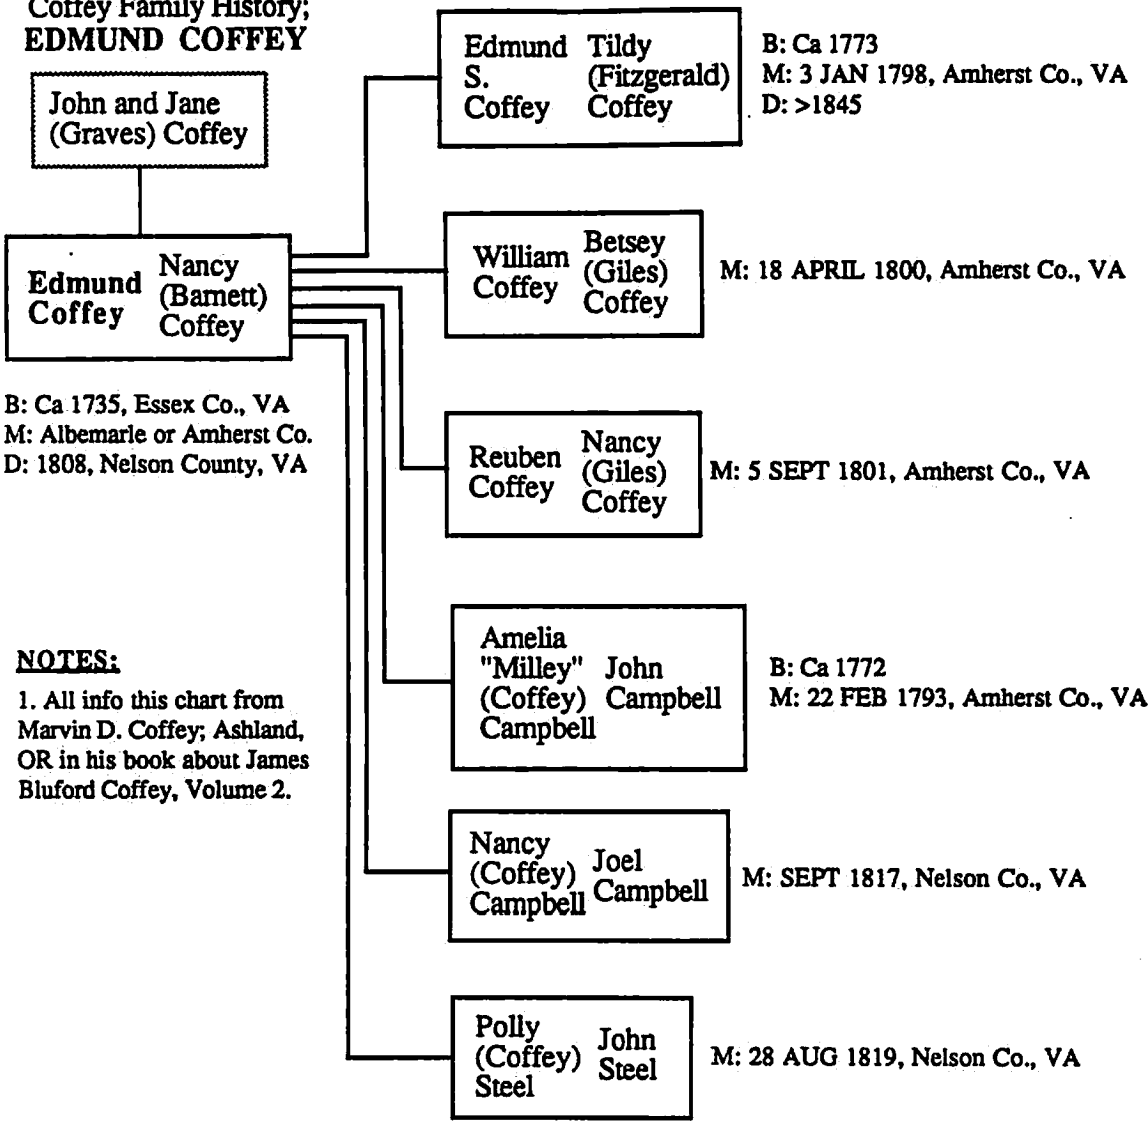 Coffey Family History;
EDMUND COFFEY
John and Jane
(Graves) Coffey
Edmund
Coffey
Nancy
(Barnett)
Coffey
B: Ca 1735, Essex Co., VA
M: Albemarle or Amherst Co.
D: 1808, Nelson County, VA
Edmund
S.
Coffey
Tildy
(Fitzgerald)
Coffey
B: Ca 1773
M: 3 JAN 1798, Amherst Co., VA
D: >1845
William
Coffey
Betsey
(Giles)
Coffey
M: 18 APRIL 1800, Amherst Co., VA
Reuben
Coffey
Nancy
(Giles)
Coffey
M: 5 SEPT 1801, Amherst Co., VA
Amelia
"Milley"
(Coffey)
Campbell
John
Campbell
B: Ca 1772
M: 22 FEB 1793, Amherst Co., VA
Nancy
(Coffey)
Campbell
Joel
Campbell
M: SEPT 1817, Nelson Co., VA
Polly
(Coffey)
Steel
John
Steel
M: 28 AUG 1819, Nelson Co., VA
NOTES:
1. All info this chart from
Marvin D. Coffey; Ashland,
OR in his book about James
Bluford Coffey, Volume 2.